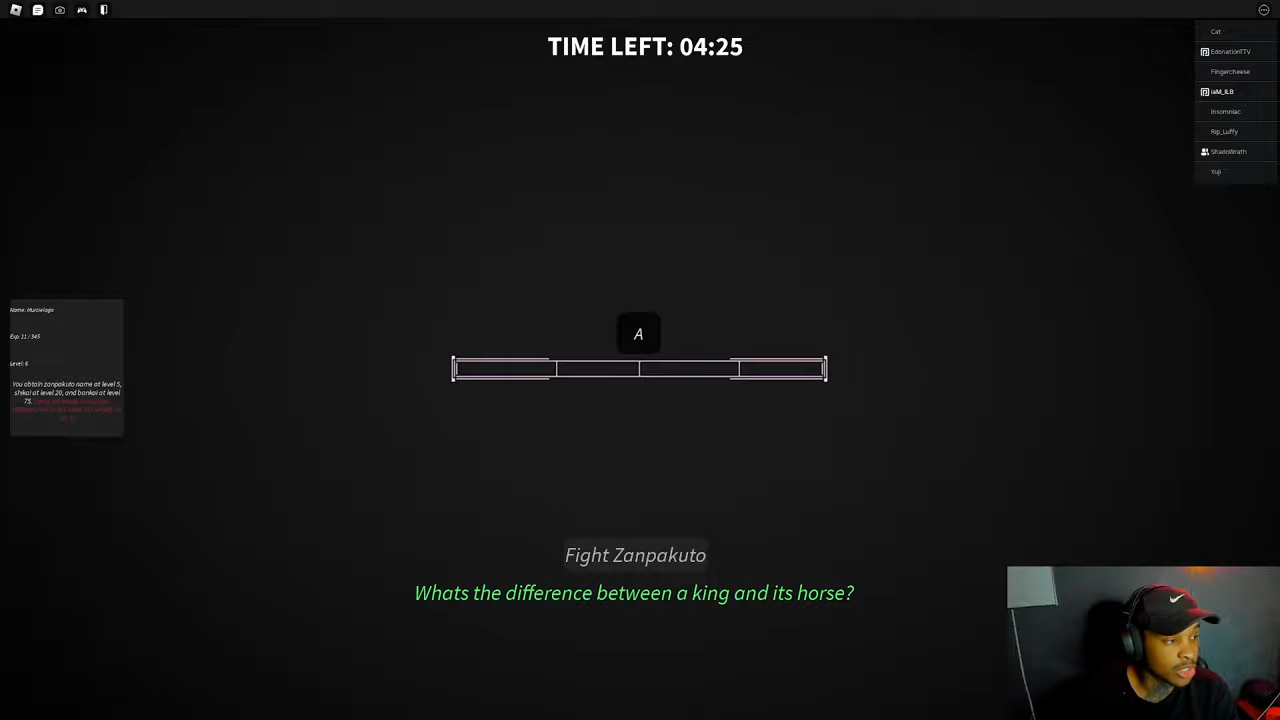 TIME LEFT: 04:25
Cat
EdonationTTV
Fingercheese
iaM_ILB
Insomniac
Rip_Luffy
ShadoWrath
Yuji
A
Name: Murcielago
Exp: 11 / 345
Level: 6
You obtain zanpakuto name at level 5,
shikai at level 20, and bankai at level
75.
Fight Zanpakuto
Whats the difference between a king and its horse?